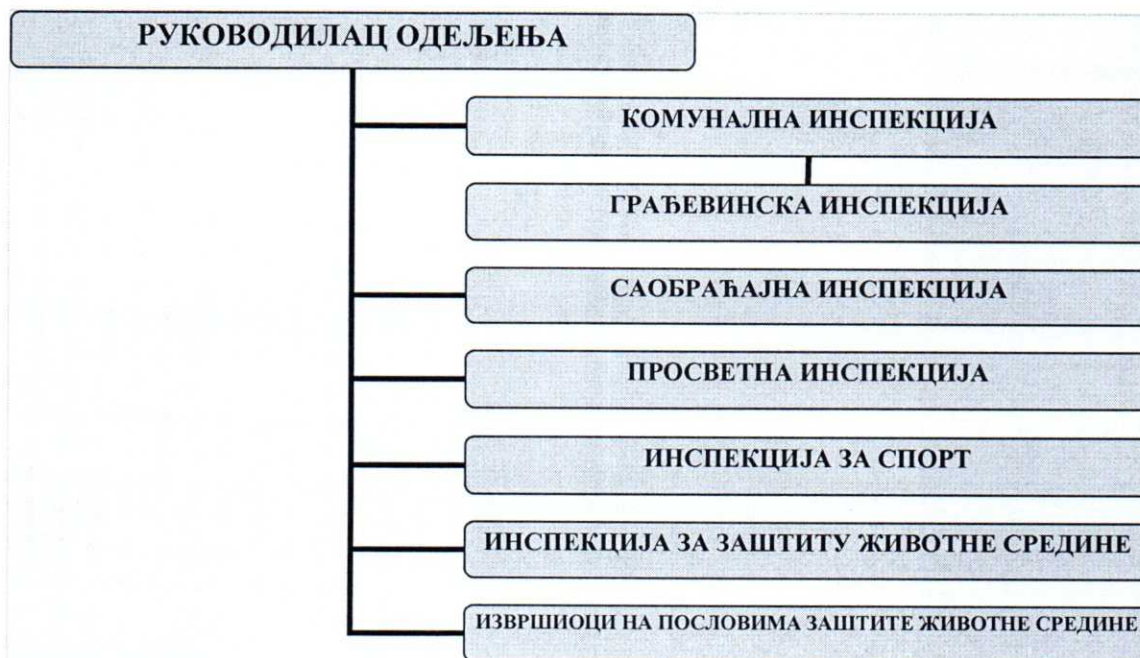 РУКОВОДИЛАЦ ОДЕЉЕЊА
КОМУНАЛНА ИНСПЕКЦИЈА
ГРАЂЕВИНСКА ИНСПЕКЦИЈА
САОБРАЋАЈНА ИНСПЕКЦИЈА
ПРОСВЕТНА ИНСПЕКЦИЈА
ИНСПЕКЦИЈА ЗА СПОРТ
ИНСПЕКЦИЈА ЗА ЗАШТИТУ ЖИВОТНЕ СРЕДИНЕ
ИЗВРШИОЦИ НА ПОСЛОВИМА ЗАШТИТЕ ЖИВОТНЕ СРЕДИНЕ